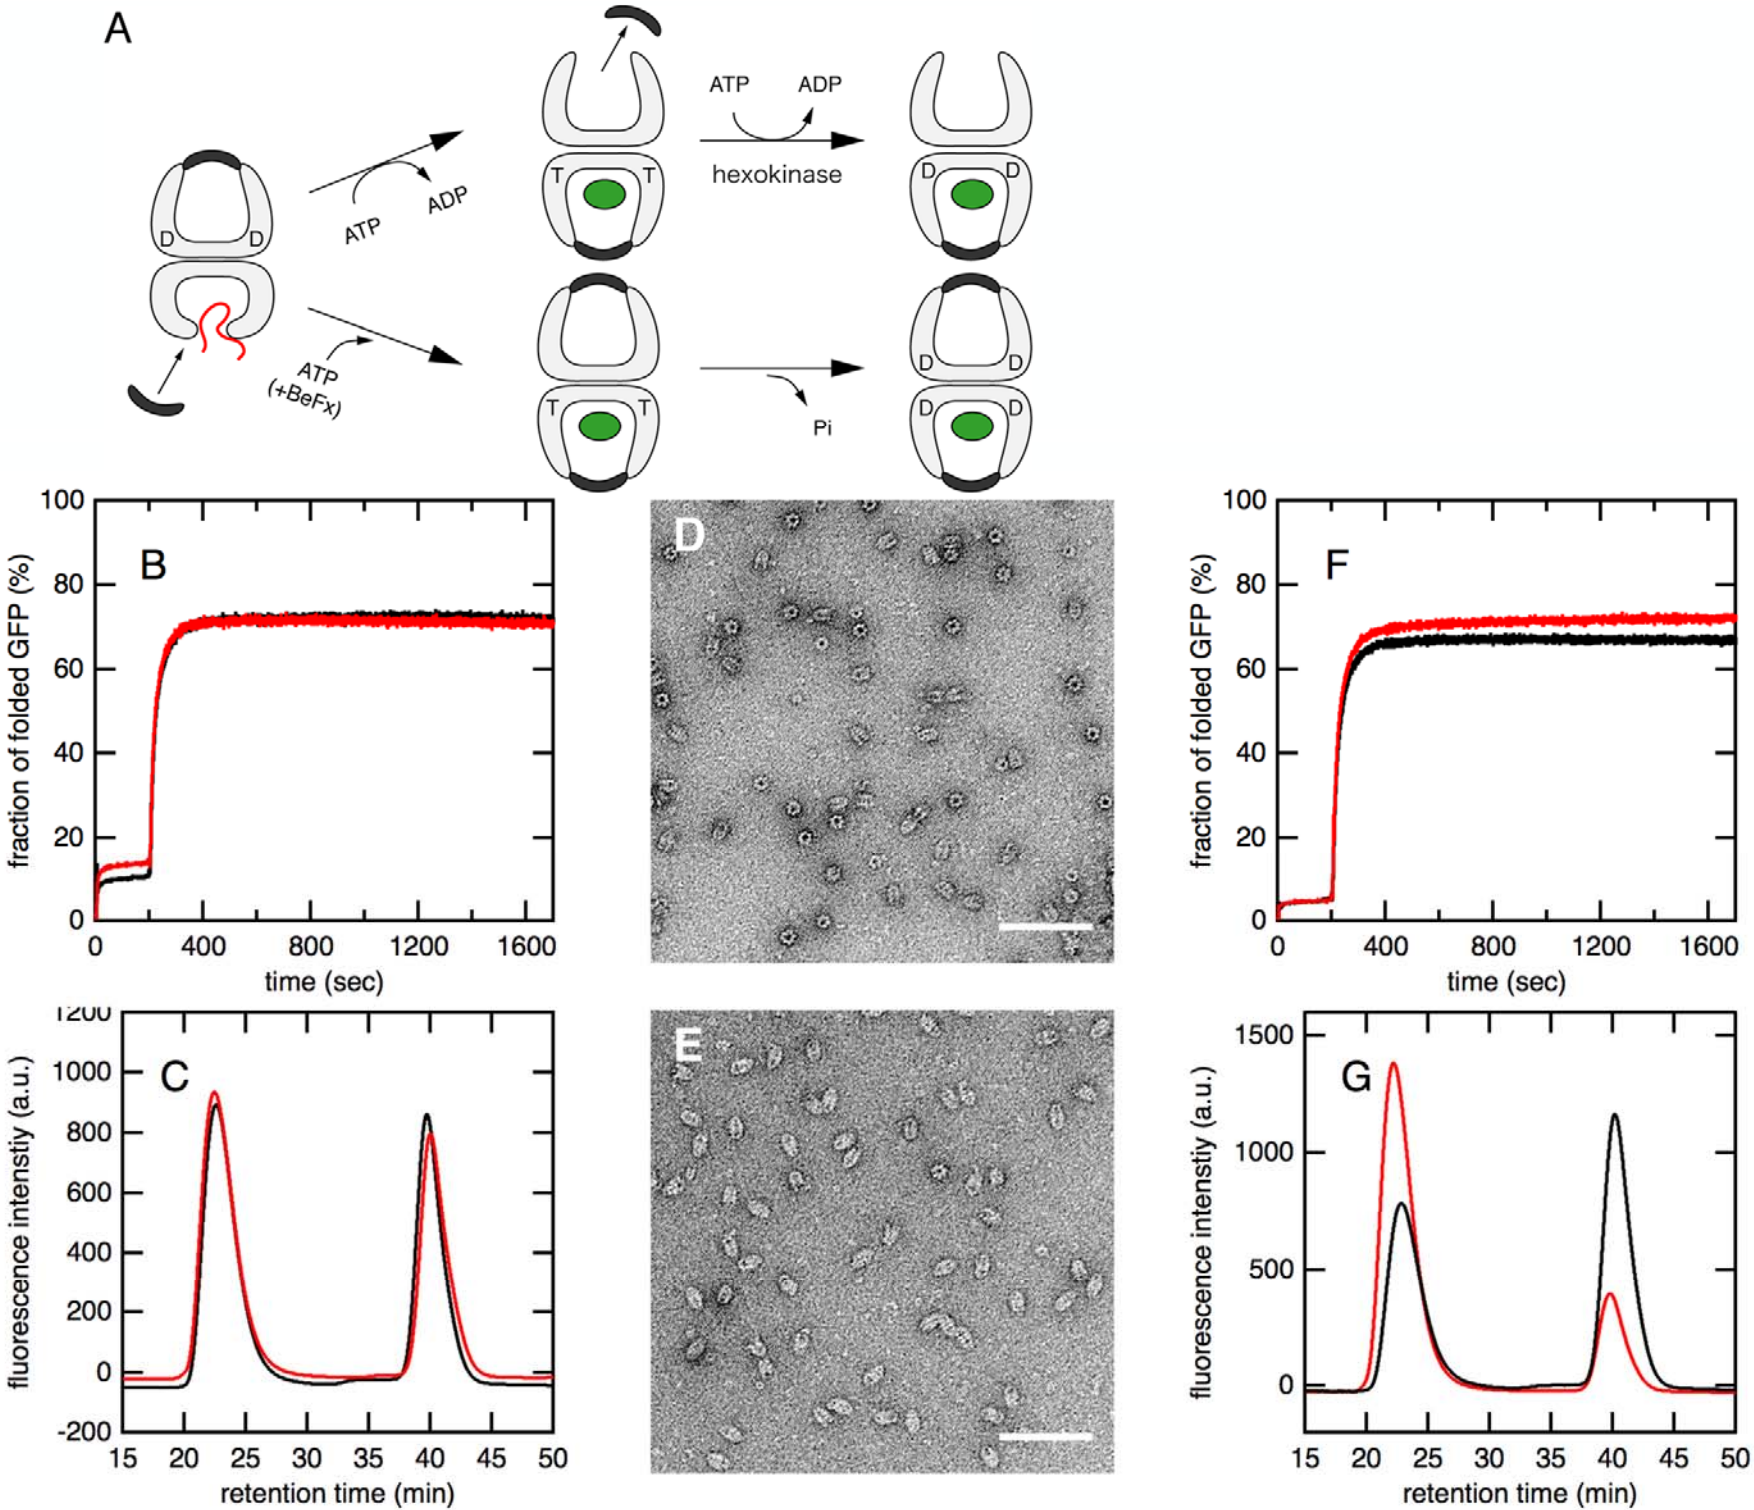 A
ATP ADP
hexokinase
ATP
ADP
D D
T T
D D
ATP
(+BeFx)
Pi
T T
D D
D D
B
fraction of folded GFP (%)
100
80
60
40
20
0
0 400 800 1200 1600
time (sec)
D
F
fraction of folded GFP (%)
100
80
60
40
20
0
0 400 800 1200 1600
time (sec)
C
fluorescence intenstiy (a.u.)
1200
1000
800
600
400
200
0
-200
15 20 25 30 35 40 45 50
retention time (min)
E
G
fluorescence intenstiy (a.u.)
1500
1000
500
0
15 20 25 30 35 40 45 50
retention time (min)